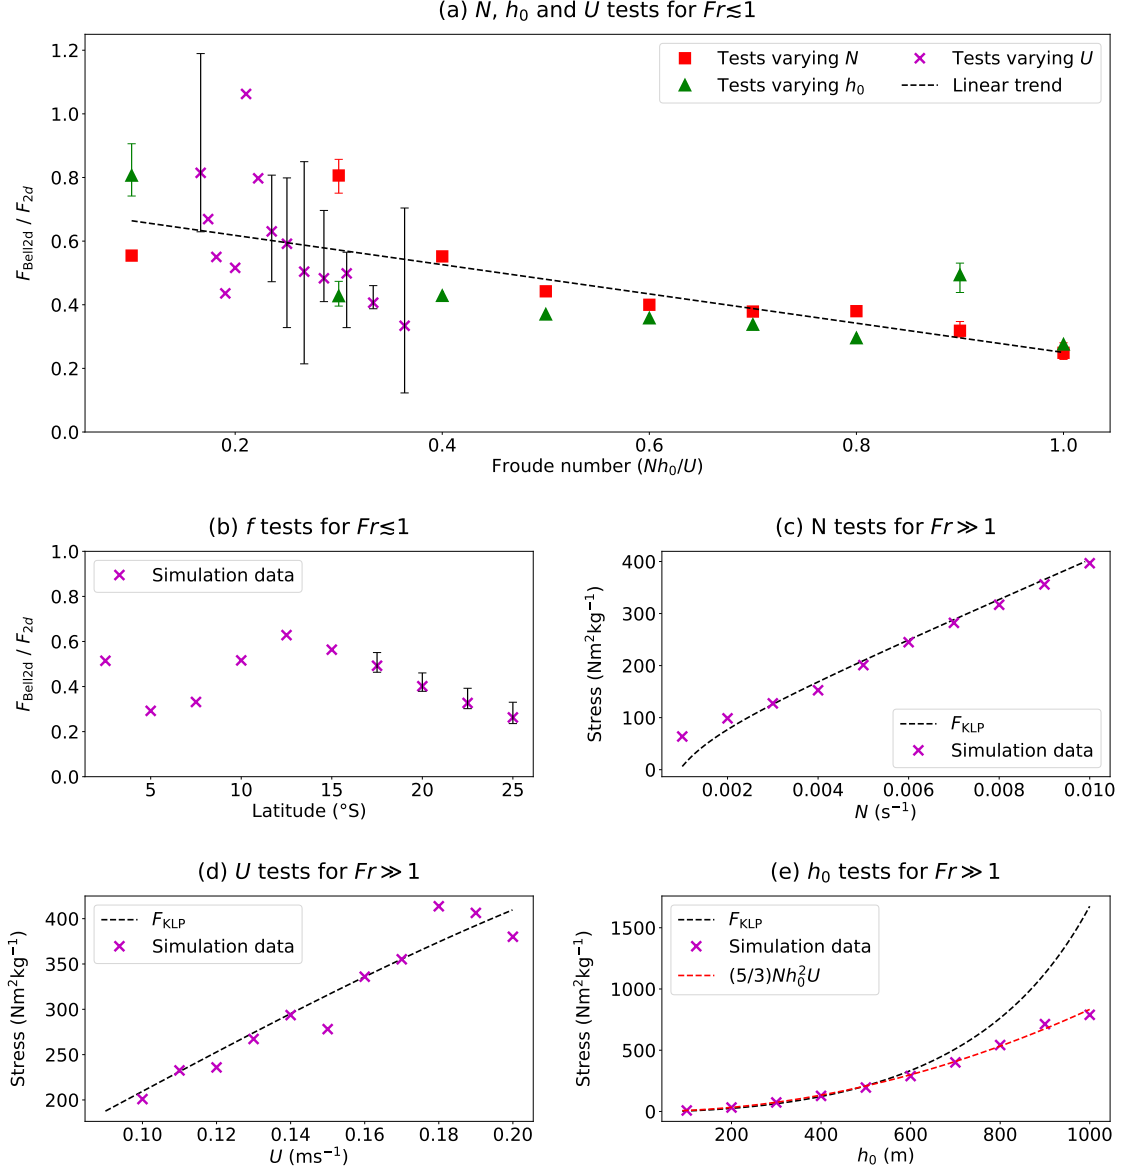 (a) N, h₀ and U tests for Fr≲1
1.2
1.0
0.8
0.6
0.4
0.2
0.0
F_Bell2d / F_2d
Tests varying N
Tests varying h₀
Tests varying U
Linear trend
0.2
0.4
0.6
0.8
1.0
Froude number (Nh₀/U)
(b) f tests for Fr≲1
1.0
0.8
0.6
0.4
0.2
0.0
F_Bell2d / F_2d
Simulation data
5
10
15
20
25
Latitude (°S)
(c) N tests for Fr≫1
400
300
200
100
0
Stress (Nm²kg⁻¹)
F_KLP
Simulation data
0.002
0.004
0.006
0.008
0.010
N (s⁻¹)
(d) U tests for Fr≫1
400
350
300
250
200
Stress (Nm²kg⁻¹)
F_KLP
Simulation data
0.10
0.12
0.14
0.16
0.18
0.20
U (ms⁻¹)
(e) h₀ tests for Fr≫1
1500
1000
500
0
Stress (Nm²kg⁻¹)
F_KLP
Simulation data
(5/3)Nh₀²U
200
400
600
800
1000
h₀ (m)